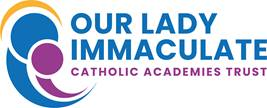 OUR LADY
IMMACULATE
CATHOLIC ACADEMIES TRUST